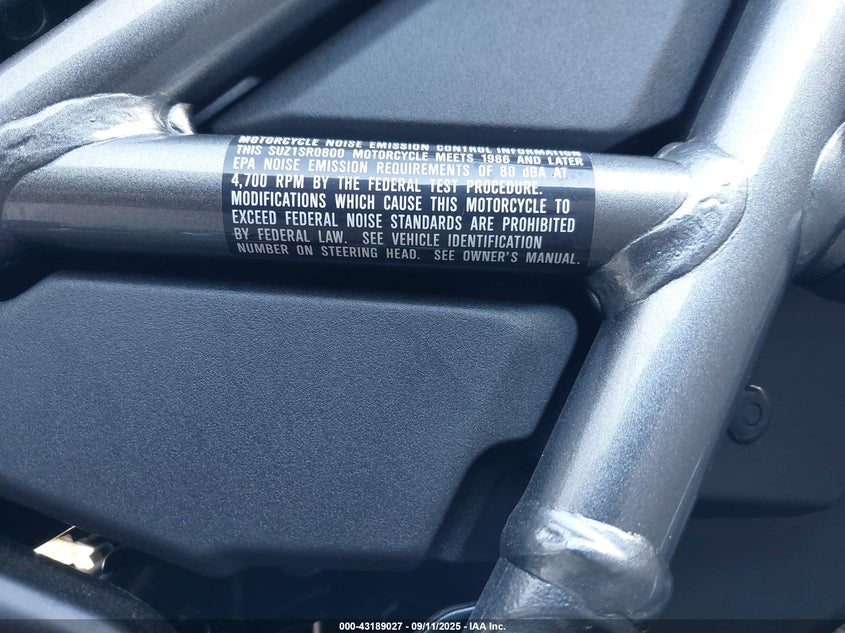 MOTORCYCLE NOISE EMISSION CONTROL INFORMATION
THIS SUZ1SR0800 MOTORCYCLE MEETS 1986 AND LATER
EPA NOISE EMISSION REQUIREMENTS OF 80 dBA AT
4,700 RPM BY THE FEDERAL TEST PROCEDURE.
MODIFICATIONS WHICH CAUSE THIS MOTORCYCLE TO
EXCEED FEDERAL NOISE STANDARDS ARE PROHIBITED
BY FEDERAL LAW. SEE VEHICLE IDENTIFICATION
NUMBER ON STEERING HEAD. SEE OWNER'S MANUAL.
000-43189027 - 09/11/2025 - IAA Inc.